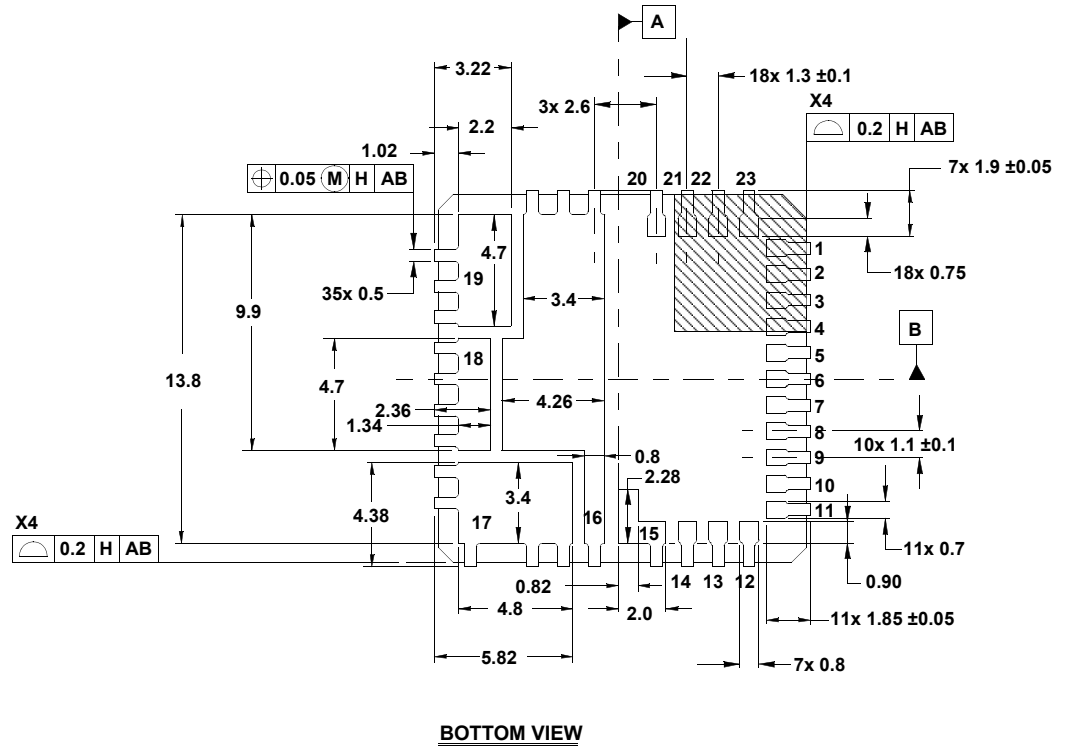 A
3.22
18x 1.3 ±0.1
X4
3x 2.6
2.2
0.2 H AB
1.02
0.05 M H AB
20 21 22 23
7x 1.9 ±0.05
1
4.7
2
18x 0.75
19
35x 0.5
3
3.4
9.9
4
B
18
5
13.8
4.7
6
2.36
4.26
7
1.34
8
10x 1.1 ±0.1
0.8
9
2.28
10
3.4
4.38
11
X4
17
16
15
0.2 H AB
11x 0.7
0.82
14 13 12
0.90
4.8
2.0
11x 1.85 ±0.05
5.82
7x 0.8
BOTTOM VIEW